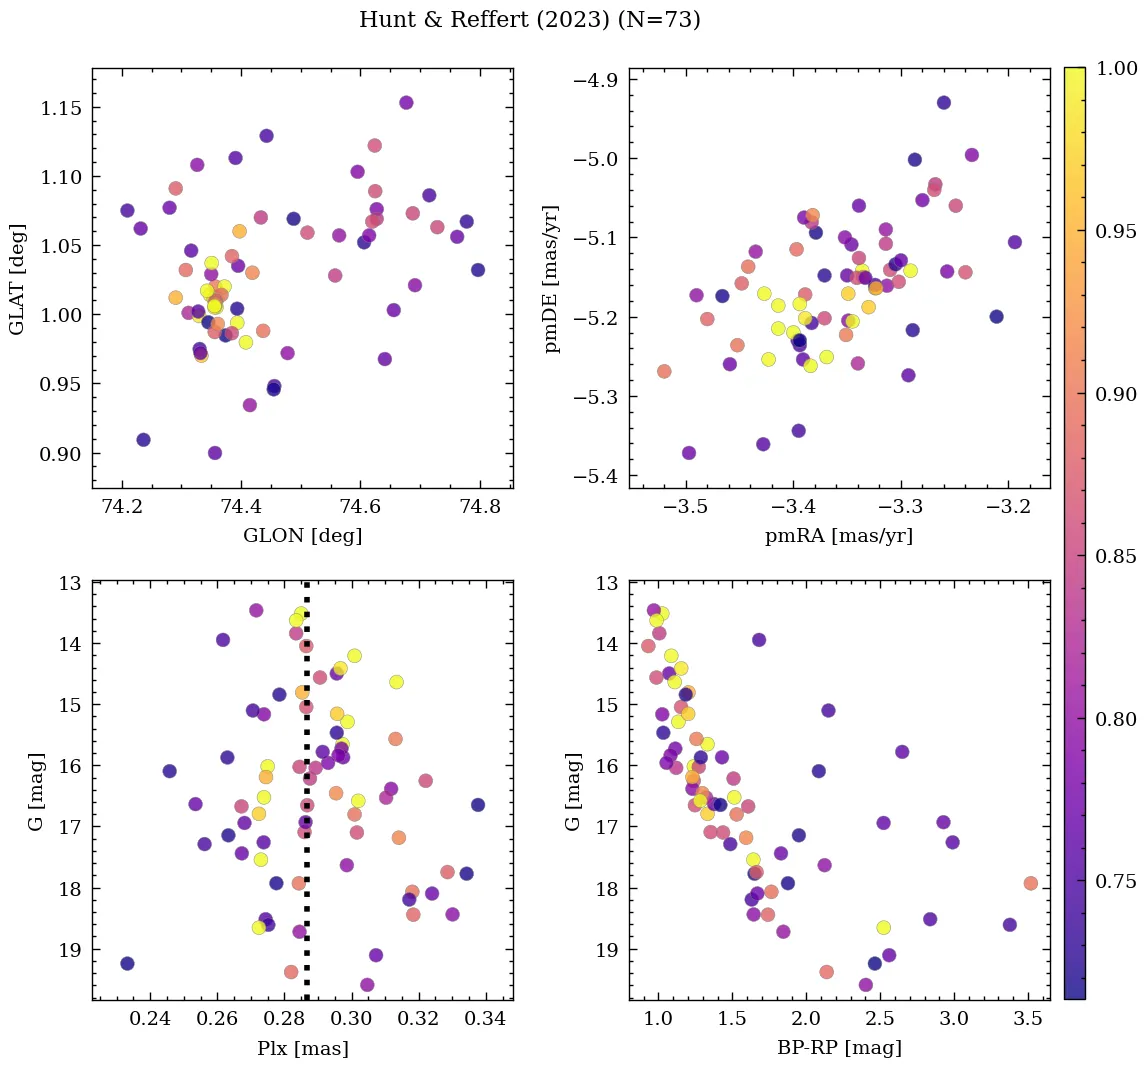 Hunt & Reffert (2023) (N=73)
1.15
1.10
1.05
1.00
0.95
0.90
GLAT [deg]
74.2 74.4 74.6 74.8
GLON [deg]
−4.9
−5.0
−5.1
−5.2
−5.3
−5.4
pmDE [mas/yr]
−3.5 −3.4 −3.3 −3.2
pmRA [mas/yr]
13
14
15
16
17
18
19
G [mag]
0.24 0.26 0.28 0.30 0.32 0.34
Plx [mas]
13
14
15
16
17
18
19
G [mag]
1.0 1.5 2.0 2.5 3.0 3.5
BP-RP [mag]
1.00
0.95
0.90
0.85
0.80
0.75